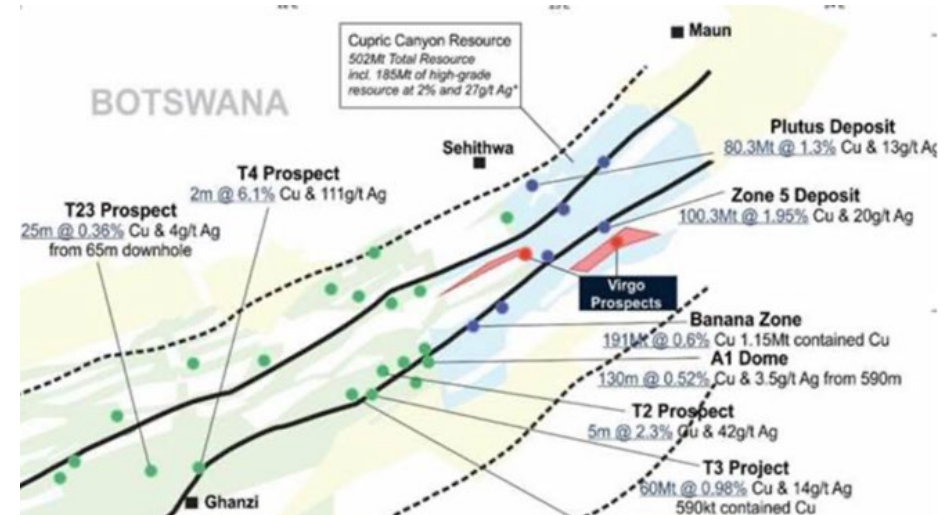 Maun
Cupric Canyon Resource
502Mt Total Resource
incl. 185Mt of high-grade
resource at 2% and 27g/t Ag*
BOTSWANA
Plutus Deposit
80.3Mt @ 1.3% Cu & 13g/t Ag
Sehithwa
T4 Prospect
2m @ 6.1% Cu & 111g/t Ag
Zone 5 Deposit
100.3Mt @ 1.95% Cu & 20g/t Ag
T23 Prospect
25m @ 0.36% Cu & 4g/t Ag
from 65m downhole
Virgo
Prospects
Banana Zone
191Mt @ 0.6% Cu 1.15Mt contained Cu
A1 Dome
130m @ 0.52% Cu & 3.5g/t Ag from 590m
T2 Prospect
5m @ 2.3% Cu & 42g/t Ag
T3 Project
60Mt @ 0.98% Cu & 14g/t Ag
590kt contained Cu
Ghanzi